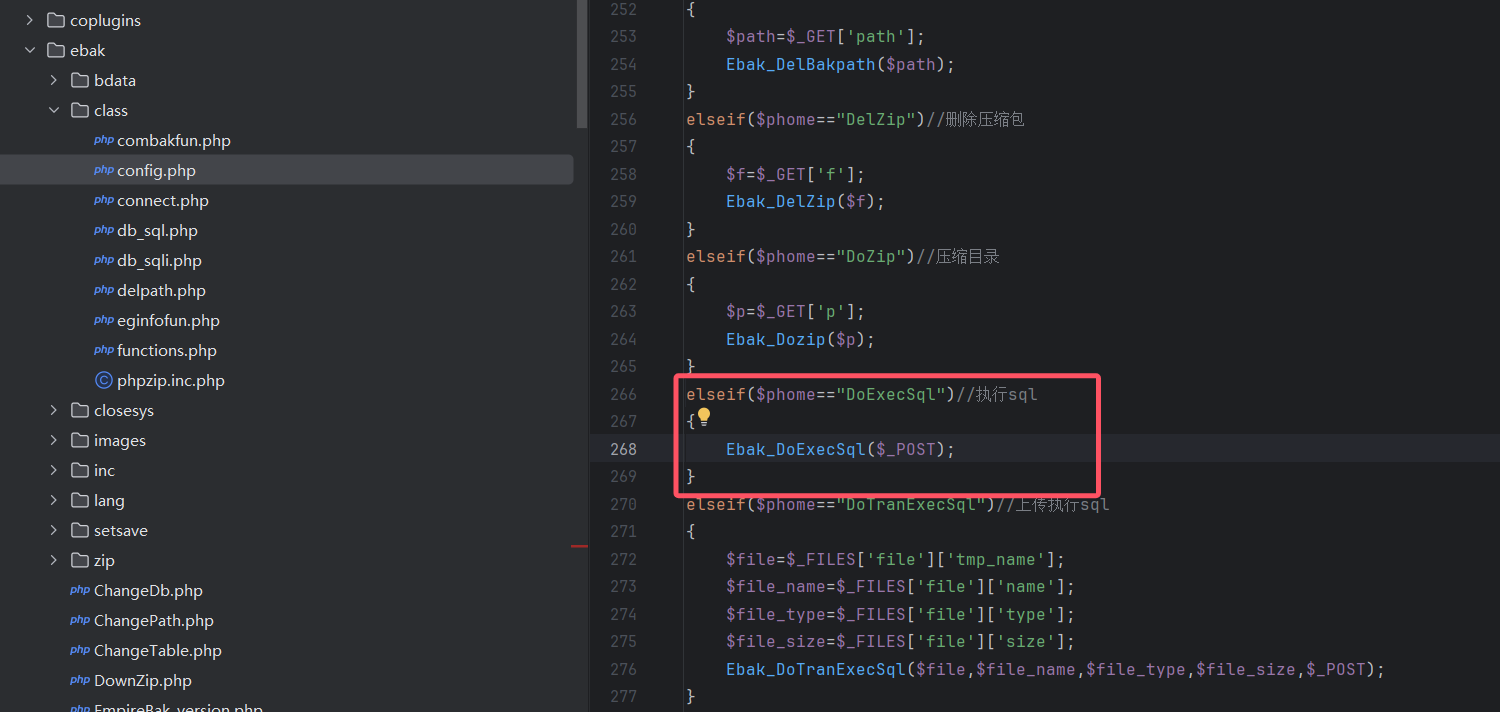 coplugins
ebak
bdata
class
php combakfun.php
php config.php
php connect.php
php db_sql.php
php db_sqli.php
php delpath.php
php eginfofun.php
php functions.php
C phpzip.inc.php
closesys
images
inc
lang
setsave
zip
php ChangeDb.php
php ChangePath.php
php ChangeTable.php
php DownZip.php
php EmpireBak_version.php
252 {
253 $path=$_GET['path'];
254 Ebak_DelBakpath($path);
255 }
256 elseif($phome=="DelZip")//删除压缩包
257 {
258 $f=$_GET['f'];
259 Ebak_DelZip($f);
260 }
261 elseif($phome=="DoZip")//压缩目录
262 {
263 $p=$_GET['p'];
264 Ebak_Dozip($p);
265 }
266 elseif($phome=="DoExecSql")//执行sql
267 {
268 Ebak_DoExecSql($_POST);
269 }
270 elseif($phome=="DoTranExecSql")//上传执行sql
271 {
272 $file=$_FILES['file']['tmp_name'];
273 $file_name=$_FILES['file']['name'];
274 $file_type=$_FILES['file']['type'];
275 $file_size=$_FILES['file']['size'];
276 Ebak_DoTranExecSql($file,$file_name,$file_type,$file_size,$_POST);
277 }